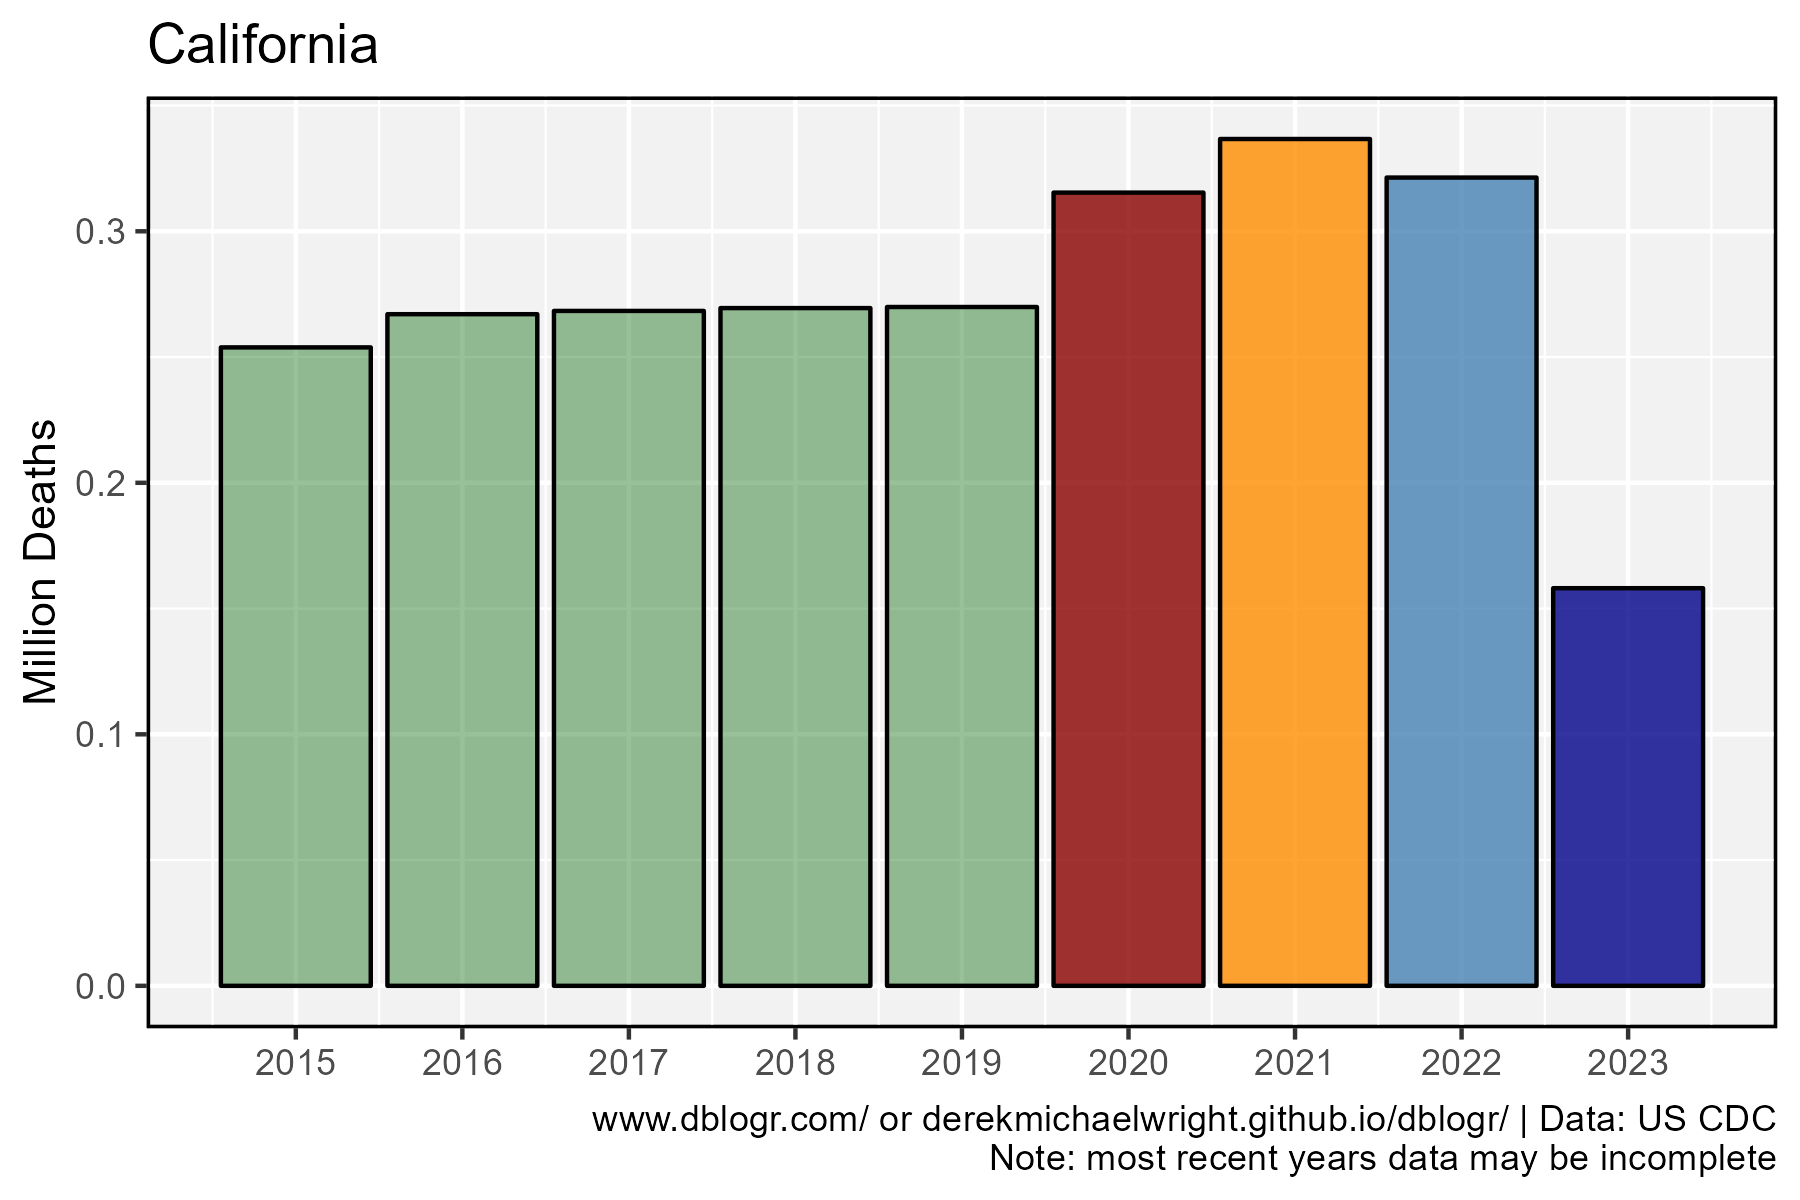 California
Million Deaths
0.3
0.2
0.1
0.0
2015 2016 2017 2018 2019 2020 2021 2022 2023
www.dblogr.com/ or derekmichaelwright.github.io/dblogr/ | Data: US CDC
Note: most recent years data may be incomplete